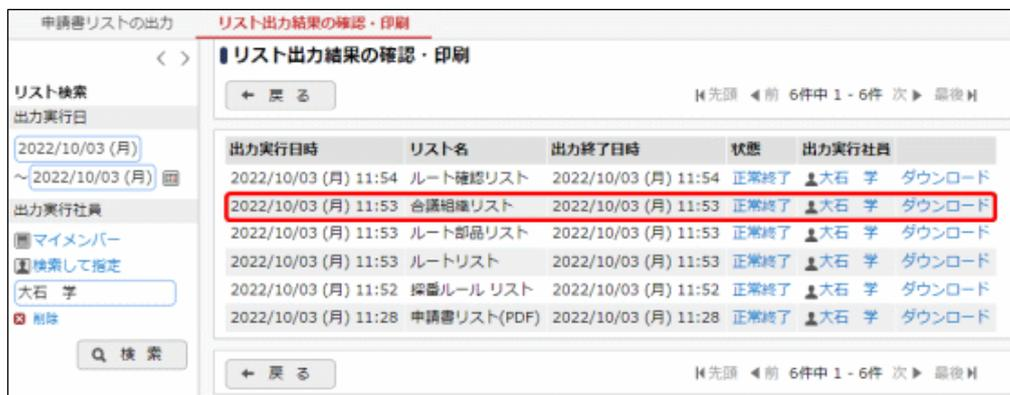 申請書リストの出力 リスト出力結果の確認・印刷
リスト検索
出力実行日
2022/10/03 (月)
～2022/10/03 (月)
出力実行社員
マイメンバー
検索して指定
大石 学
削除
検 索
リスト出力結果の確認・印刷
戻 る 先頭 前 6件中 1 - 6件 次 最後
出力実行日時 リスト名 出力終了日時 状態 出力実行社員
2022/10/03 (月) 11:54 ルート確認リスト 2022/10/03 (月) 11:54 正常終了 大石 学 ダウンロード
2022/10/03 (月) 11:53 合議組織リスト 2022/10/03 (月) 11:53 正常終了 大石 学 ダウンロード
2022/10/03 (月) 11:53 ルート部品リスト 2022/10/03 (月) 11:53 正常終了 大石 学 ダウンロード
2022/10/03 (月) 11:53 ルートリスト 2022/10/03 (月) 11:53 正常終了 大石 学 ダウンロード
2022/10/03 (月) 11:52 採番ルール リスト 2022/10/03 (月) 11:52 正常終了 大石 学 ダウンロード
2022/10/03 (月) 11:28 申請書リスト(PDF) 2022/10/03 (月) 11:28 正常終了 大石 学 ダウンロード
戻 る 先頭 前 6件中 1 - 6件 次 最後